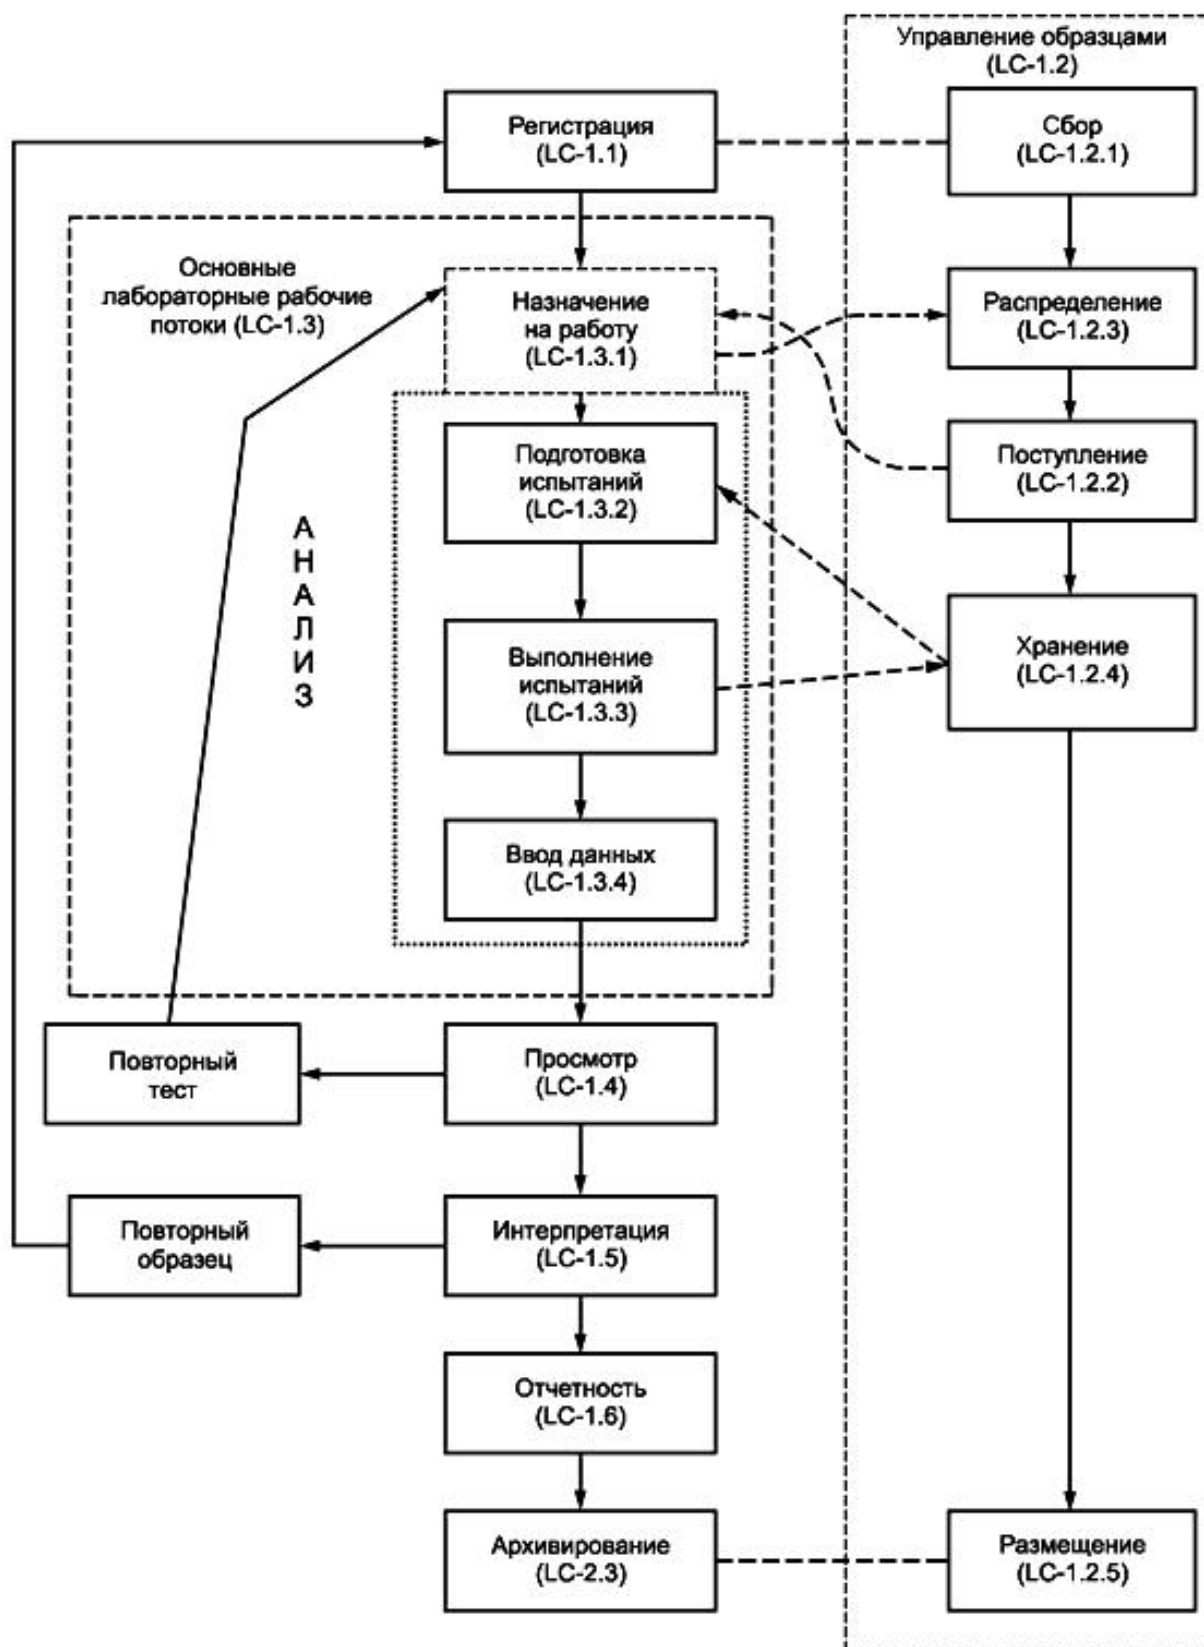 Управление образцами
(LC-1.2)
Регистрация
(LC-1.1)
Сбор
(LC-1.2.1)
Основные
лабораторные рабочие
потоки (LC-1.3)
Назначение
на работу
(LC-1.3.1)
Распределение
(LC-1.2.3)
Подготовка
испытаний
(LC-1.3.2)
Поступление
(LC-1.2.2)
А
Н
А
Л
И
З
Выполнение
испытаний
(LC-1.3.3)
Хранение
(LC-1.2.4)
Ввод данных
(LC-1.3.4)
Повторный
тест
Просмотр
(LC-1.4)
Повторный
образец
Интерпретация
(LC-1.5)
Отчетность
(LC-1.6)
Архивирование
(LC-2.3)
Размещение
(LC-1.2.5)